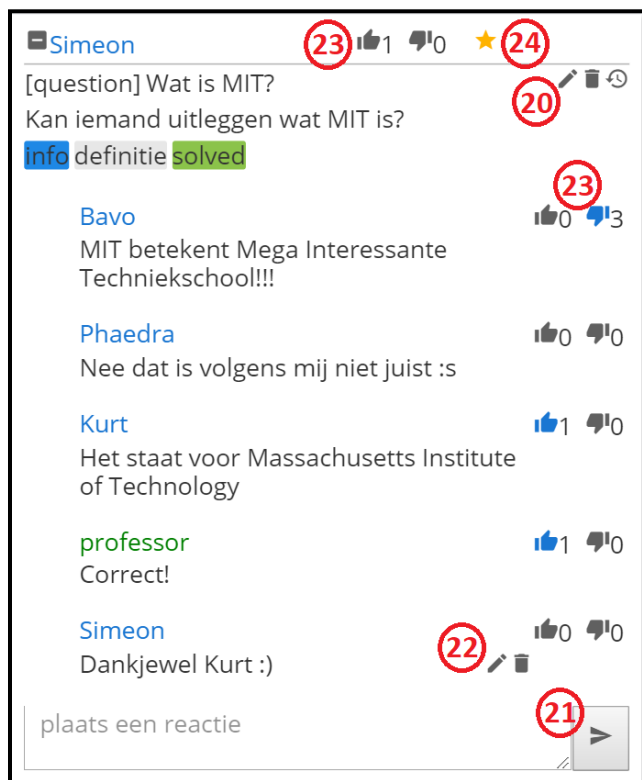 Simeon 23 1 0 24
[question] Wat is MIT? 20
Kan iemand uitleggen wat MIT is?
info definitie solved
23
Bavo 0 3
MIT betekent Mega Interessante
Techniekschool!!!
Phaedra 0 0
Nee dat is volgens mij niet juist :s
Kurt 1 0
Het staat voor Massachusetts Institute
of Technology
professor 1 0
Correct!
Simeon 0 0
Dankjewel Kurt :) 22
plaats een reactie 21